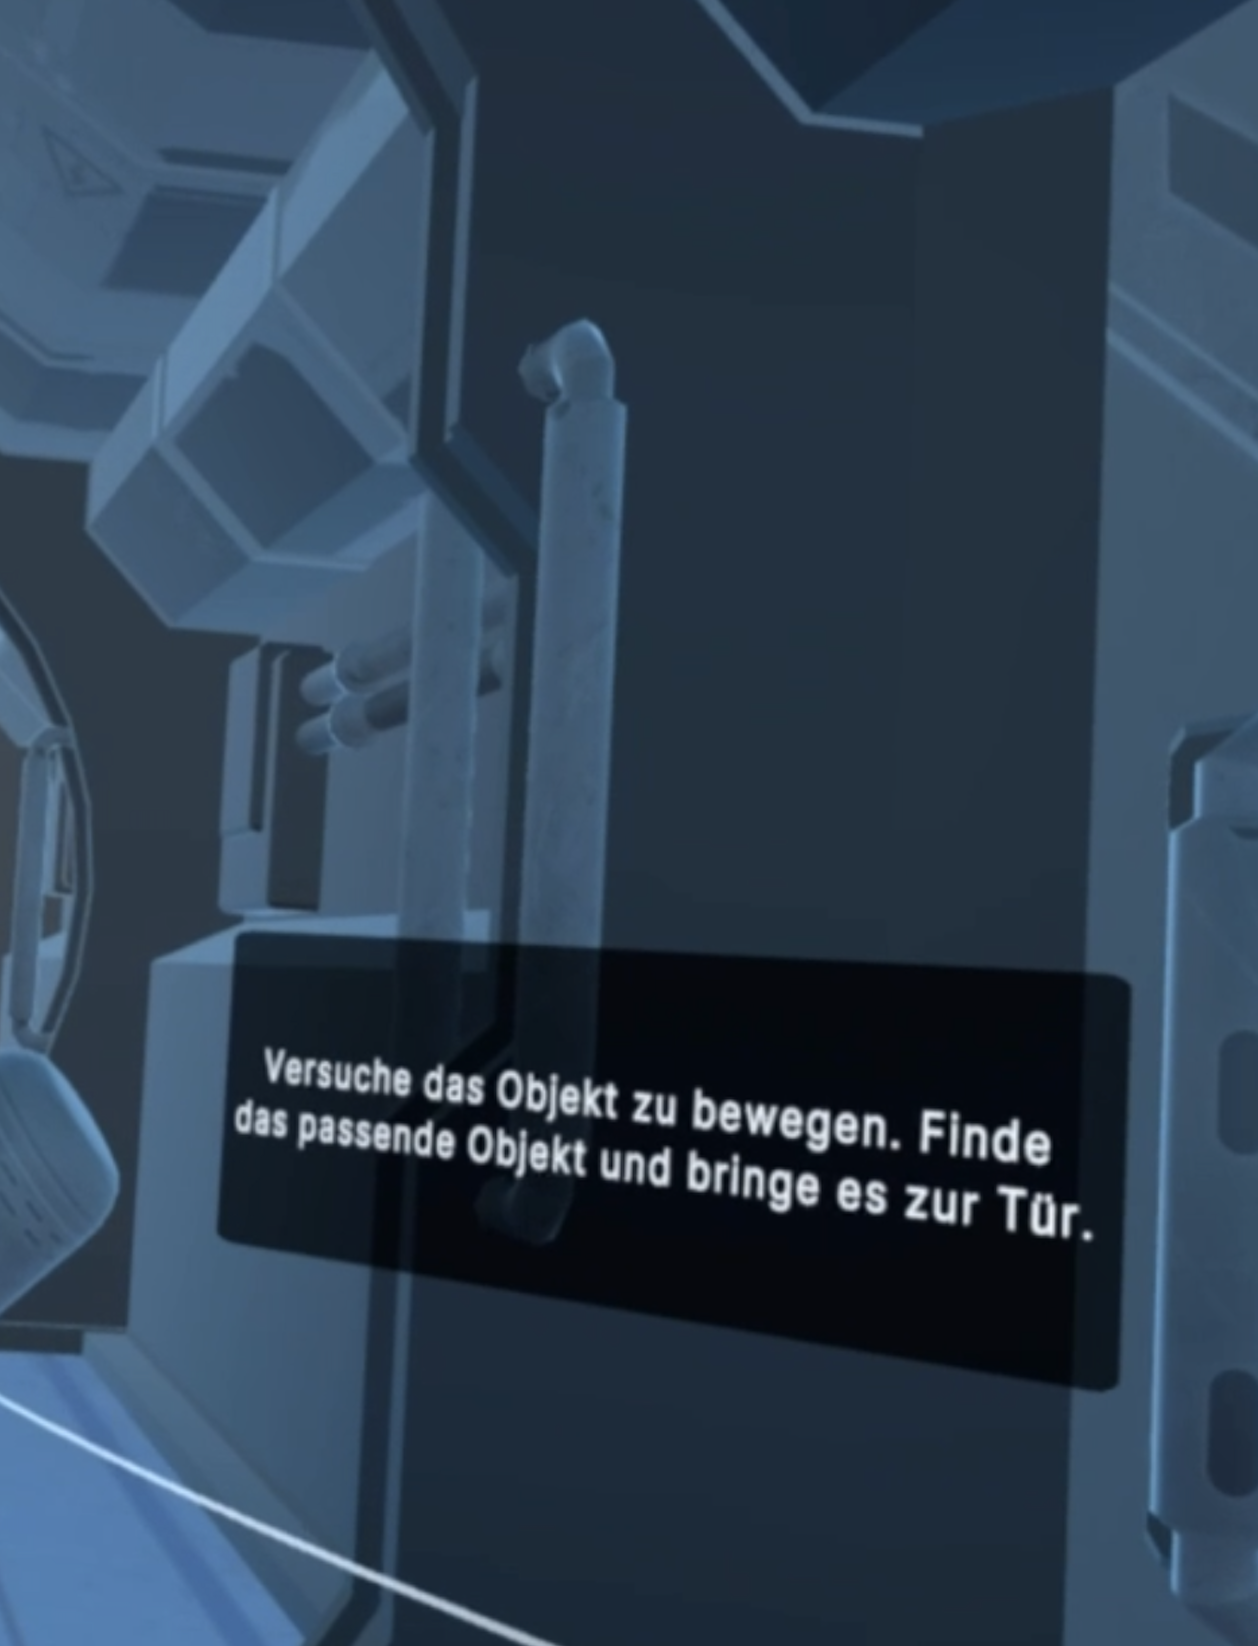 Versuche das Objekt zu bewegen. Finde
das passende Objekt und bringe es zur Tür.